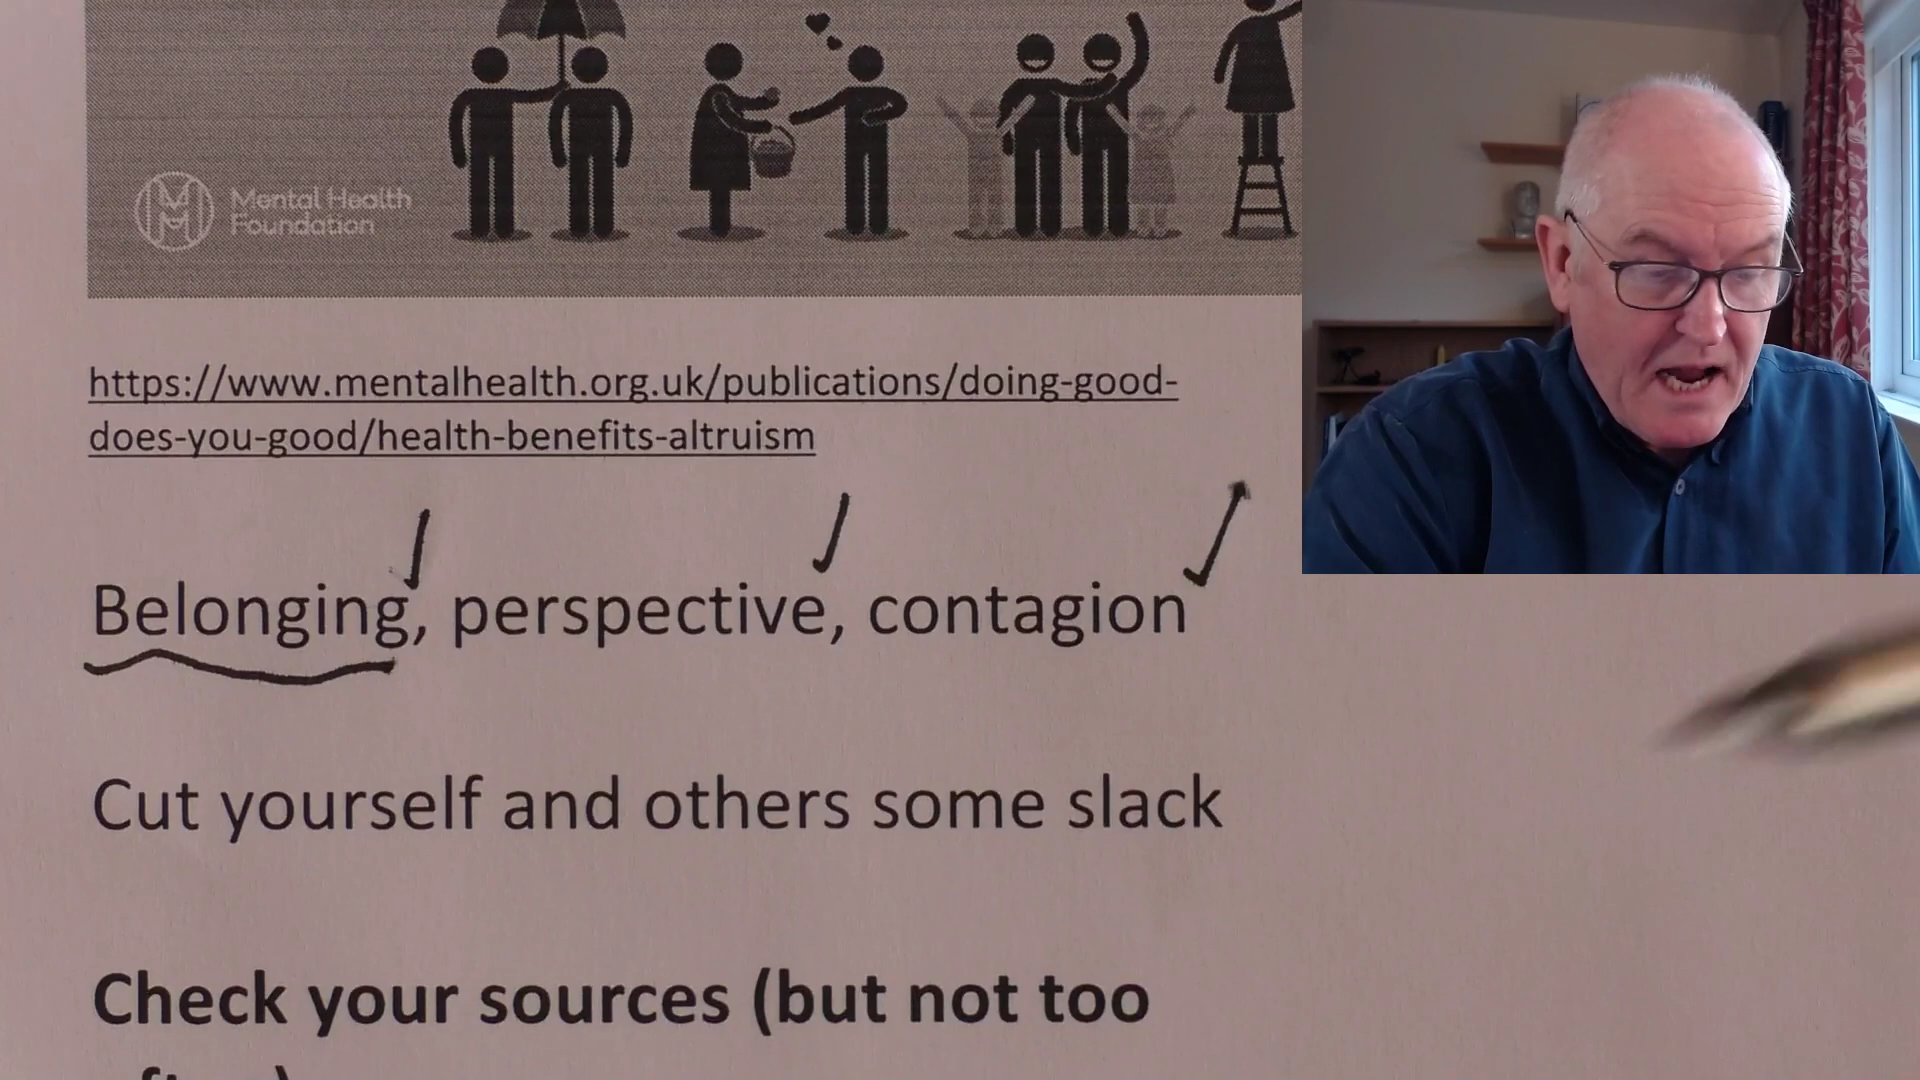 Mental Health
Foundation
https://www.mentalhealth.org.uk/publications/doing-good-
does-you-good/health-benefits-altruism
Belonging, perspective, contagion
Cut yourself and others some slack
Check your sources (but not too